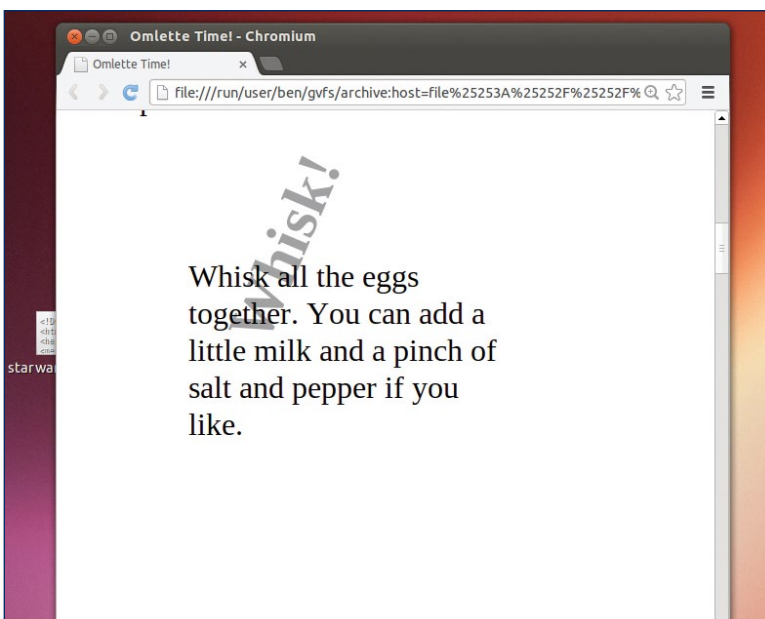 Omlette Time! - Chromium
Omlette Time!
file:///run/user/ben/gvfs/archive:host=file%25253A%25252F%25252F%
Whisk!
Whisk all the eggs
together. You can add a
little milk and a pinch of
salt and pepper if you
like.
starwa